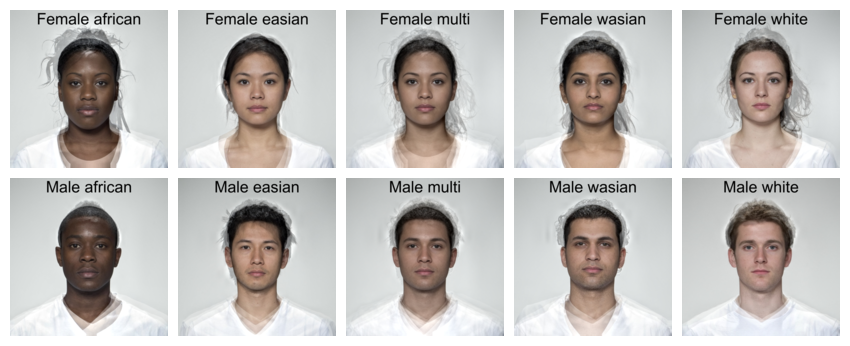 Female african
Female easian
Female multi
Female wasian
Female white
Male african
Male easian
Male multi
Male wasian
Male white